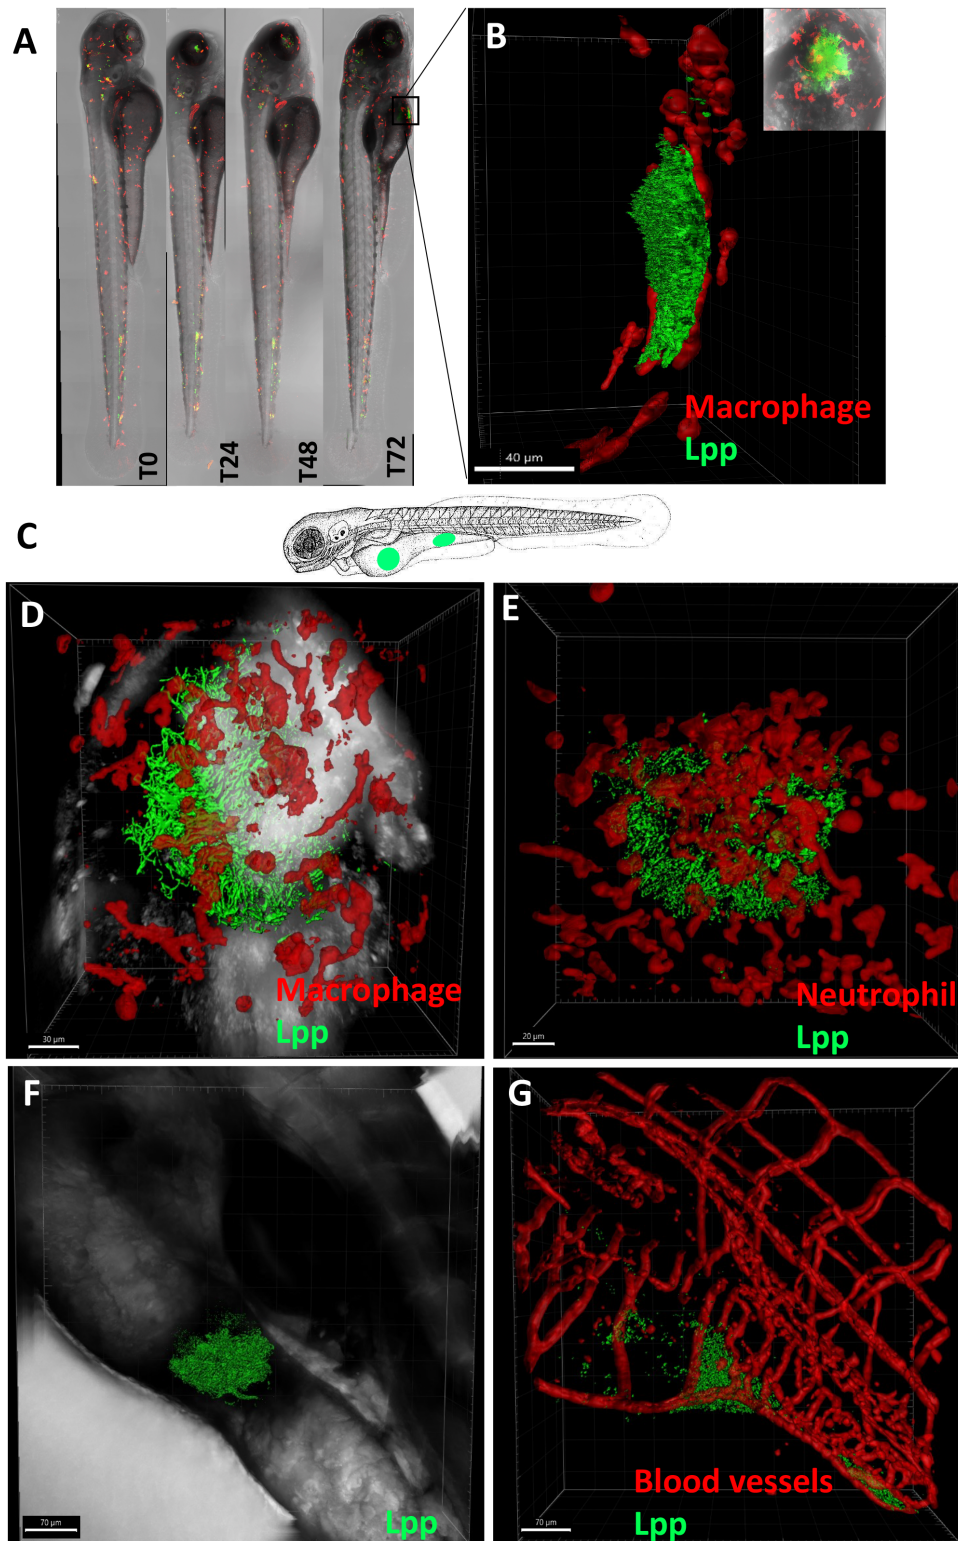 A
T0
T24
T48
T72
B
Macrophage
Lpp
40 µm
C
D
Macrophage
Lpp
30 µm
E
Neutrophil
Lpp
20 µm
F
Lpp
70 µm
G
Blood vessels
Lpp
70 µm